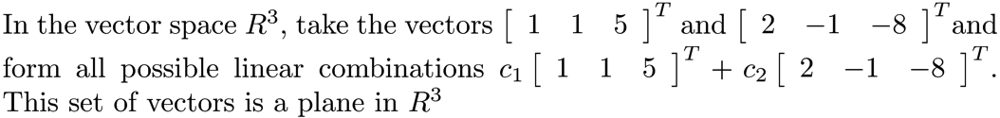 In the vector space $R^3$, take the vectors $\begin{bmatrix} 1 & 1 & 5 \end{bmatrix}^T$ and $\begin{bmatrix} 2 & -1 & -8 \end{bmatrix}^T$ and
form all possible linear combinations $c_1 \begin{bmatrix} 1 & 1 & 5 \end{bmatrix}^T + c_2 \begin{bmatrix} 2 & -1 & -8 \end{bmatrix}^T$.
This set of vectors is a plane in $R^3$